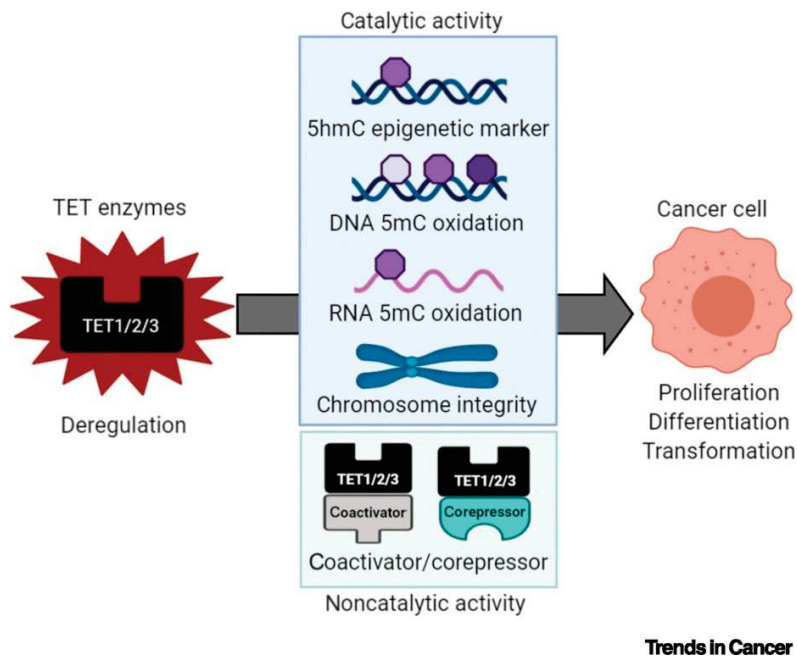 Catalytic activity
5hmC epigenetic marker
DNA 5mC oxidation
RNA 5mC oxidation
Chromosome integrity
TET enzymes
TET1/2/3
Deregulation
Cancer cell
Proliferation
Differentiation
Transformation
TET1/2/3
Coactivator
TET1/2/3
Corepressor
Coactivator/corepressor
Noncatalytic activity
Trends in Cancer